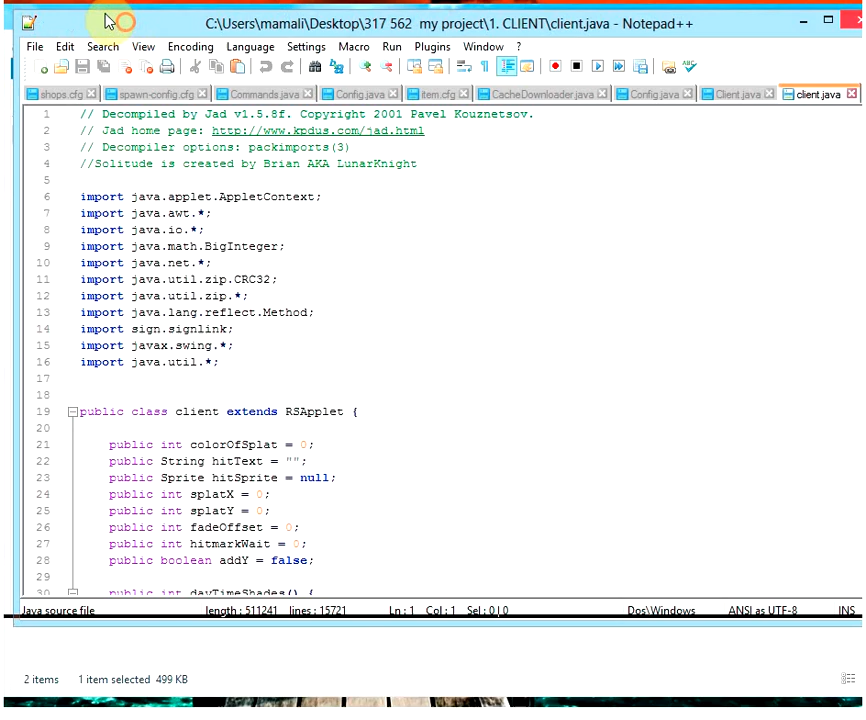 C:\Users\mamali\Desktop\317 562  my project\1. CLIENT\client.java - Notepad++
File Edit Search View Encoding Language Settings Macro Run Plugins Window ?
shops.cfg spawn-config.cfg Commands.java Config.java item.cfg CacheDownloader.java Config.java Client.java client.java
1 // Decompiled by Jad v1.5.8f. Copyright 2001 Pavel Kouznetsov.
2 // Jad home page: http://www.kpdus.com/jad.html
3 // Decompiler options: packimports(3)
4 //Solitude is created by Brian AKA LunarKnight
5
6 import java.applet.AppletContext;
7 import java.awt.*;
8 import java.io.*;
9 import java.math.BigInteger;
10 import java.net.*;
11 import java.util.zip.CRC32;
12 import java.util.zip.*;
13 import java.lang.reflect.Method;
14 import sign.signlink;
15 import javax.swing.*;
16 import java.util.*;
17
18
19 public class client extends RSApplet {
20
21 public int colorOfSplat = 0;
22 public String hitText = "";
23 public Sprite hitSprite = null;
24 public int splatX = 0;
25 public int splatY = 0;
26 public int fadeOffset = 0;
27 public int hitmarkWait = 0;
28 public boolean addY = false;
29
30 public int dayTimeShades() {
Java source file length : 511241 lines : 15721 Ln : 1 Col : 1 Sel : 0 | 0 Dos\Windows ANSI as UTF-8 INS
2 items 1 item selected 499 KB